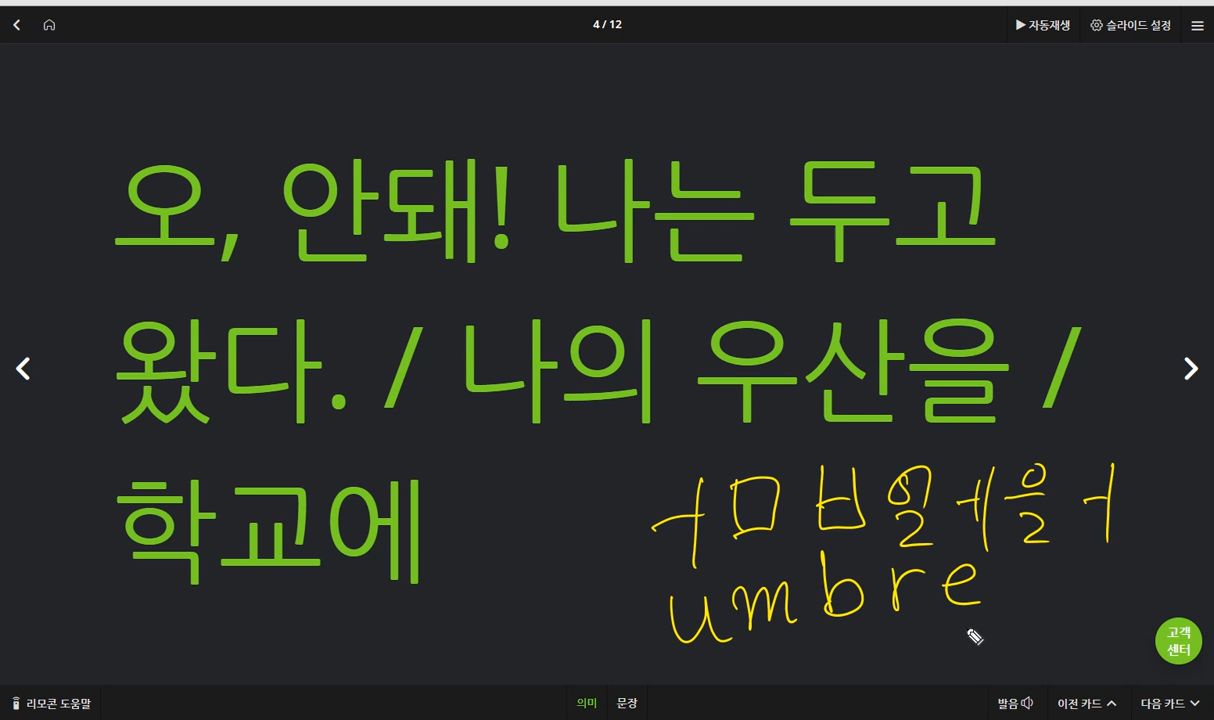 4 / 12
자동재생
슬라이드 설정
오, 안돼! 나는 두고
왔다. / 나의 우산을 /
학교에
umbre
고객
센터
리모콘 도움말
의미
문장
발음
이전 카드
다음 카드